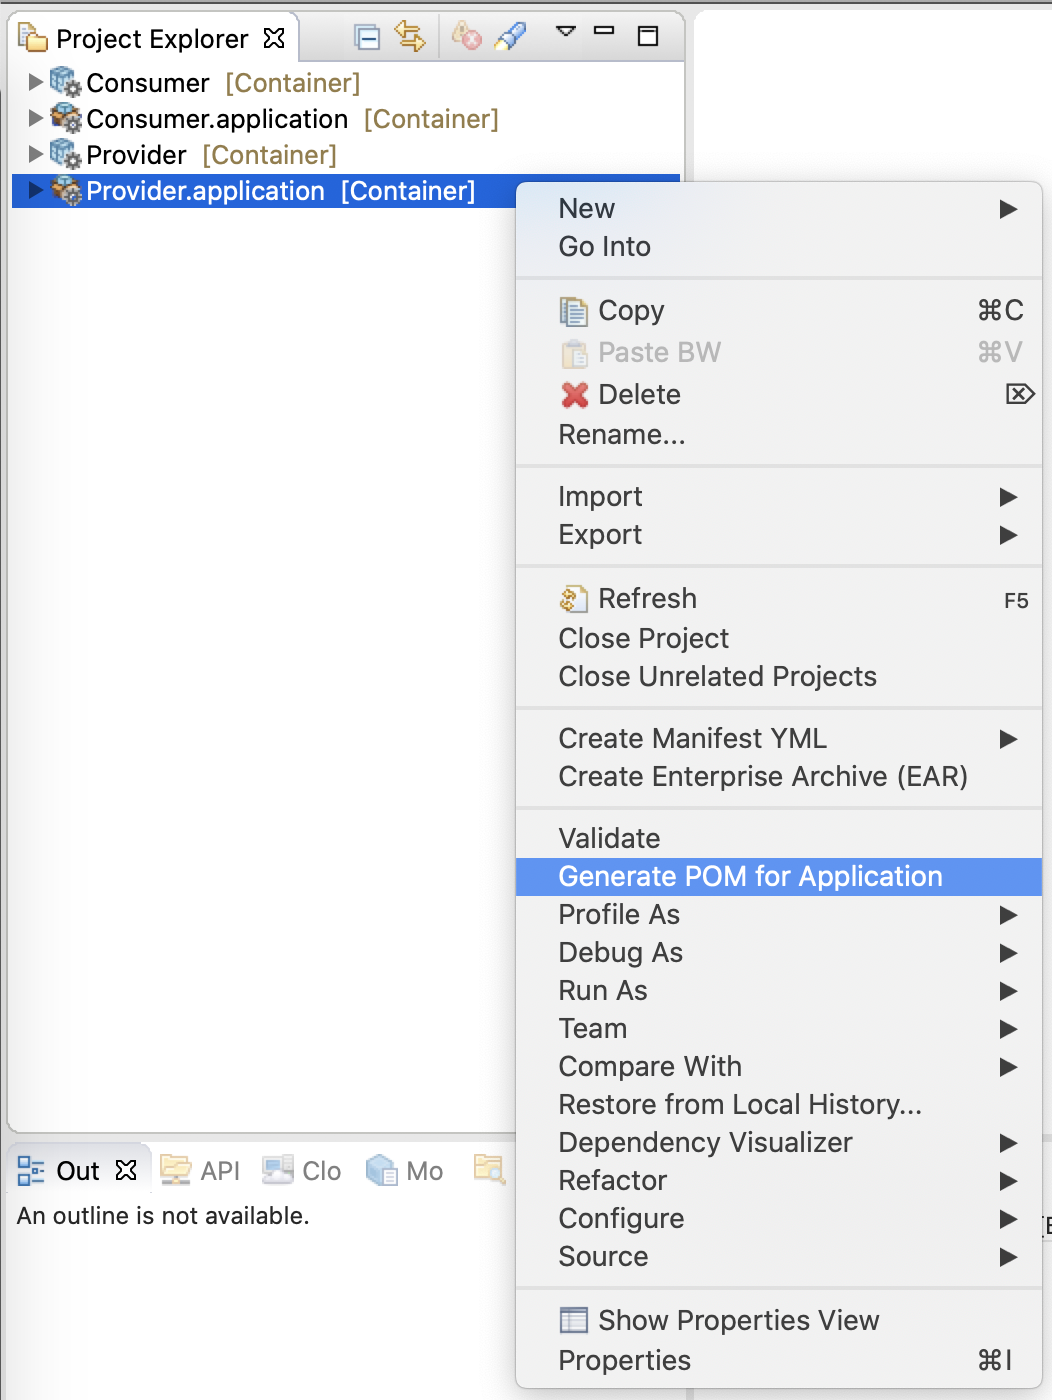 Project Explorer
Consumer [Container]
Consumer.application [Container]
Provider [Container]
Provider.application [Container]
New
Go Into
Copy ⌘C
Paste BW ⌘V
Delete ⌦
Rename...
Import
Export
Refresh F5
Close Project
Close Unrelated Projects
Create Manifest YML
Create Enterprise Archive (EAR)
Validate
Generate POM for Application
Profile As
Debug As
Run As
Team
Compare With
Restore from Local History...
Dependency Visualizer
Refactor
Configure
Source
Show Properties View
Properties ⌘I
Out API Clo Mo
An outline is not available.